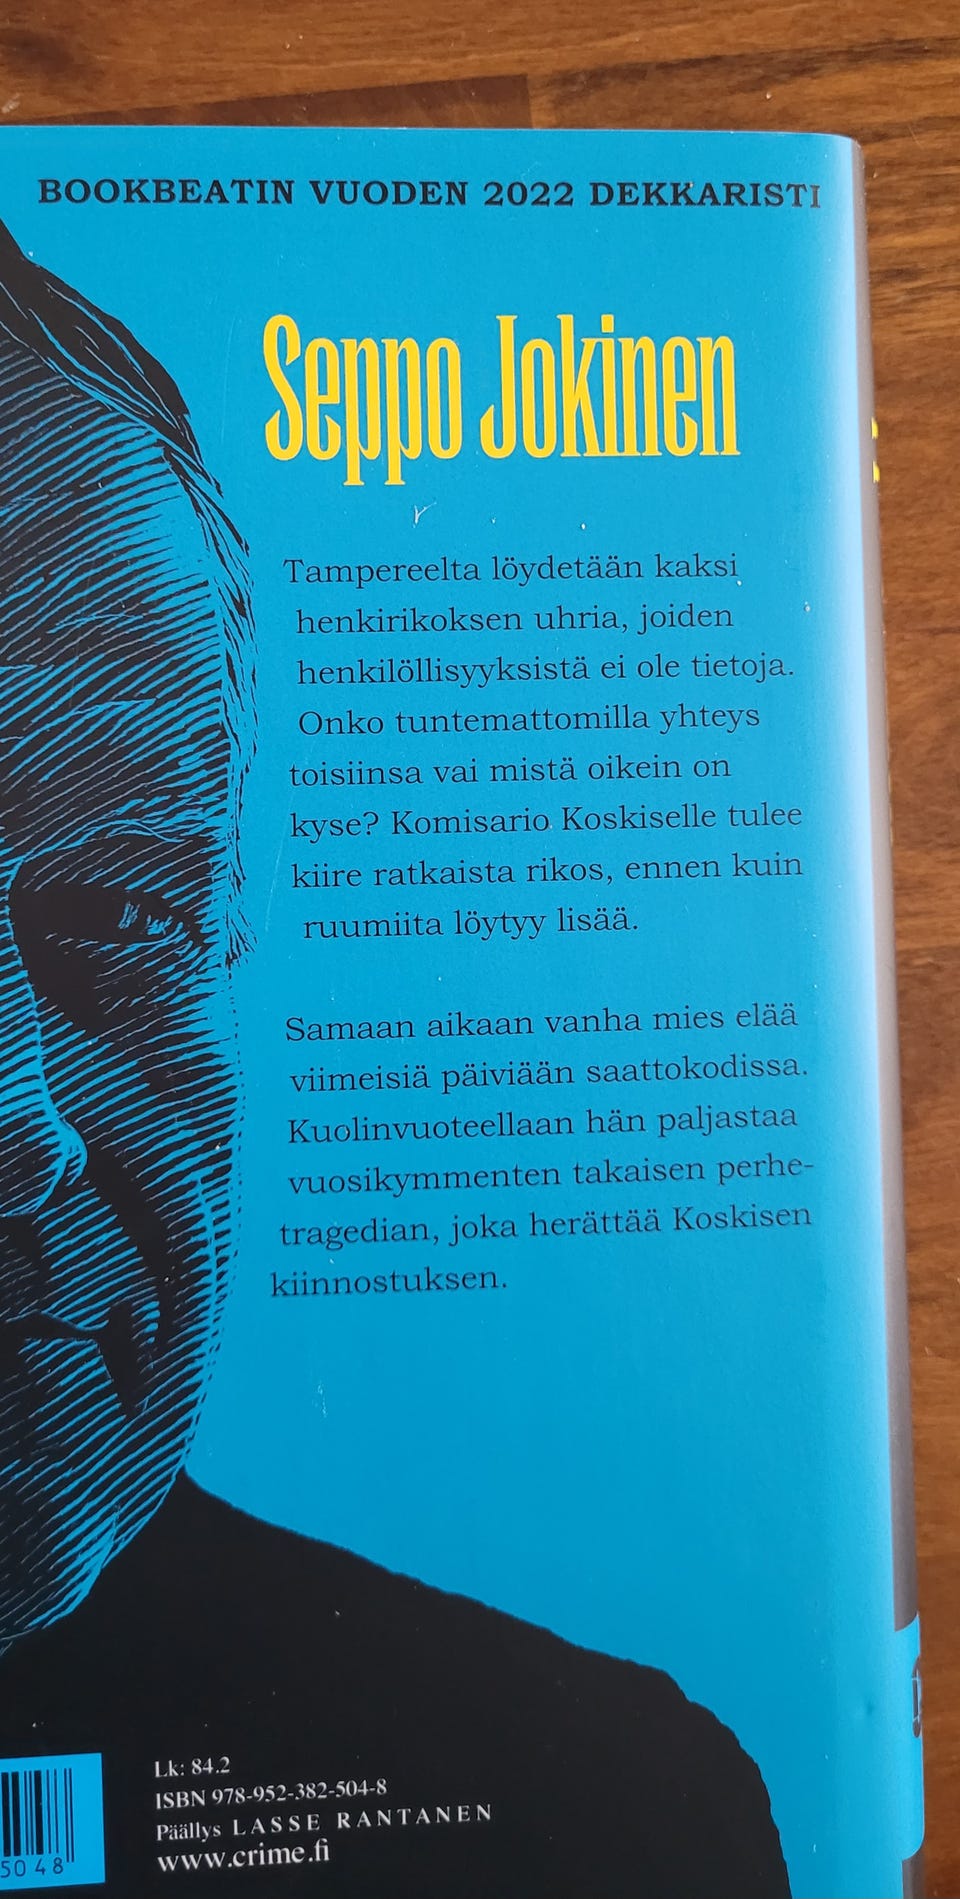 BOOKBEATIN VUODEN 2022 DEKKARISTI
Seppo Jokinen
Tampereelta löydetään kaksi
henkirikoksen uhria, joiden
henkilöllisyyksistä ei ole tietoja.
Onko tuntemattomilla yhteys
toisiinsa vai mistä oikein on
kyse? Komisario Koskiselle tulee
kiire ratkaista rikos, ennen kuin
ruumiita löytyy lisää.
Samaan aikaan vanha mies elää
viimeisiä päiviään saattokodissa.
Kuolinvuoteellaan hän paljastaa
vuosikymmenten takaisen perhe-
tragedian, joka herättää Koskisen
kiinnostuksen.
Lk: 84.2
ISBN 978-952-382-504-8
Päällys LASSE RANTANEN
www.crime.fi
5048